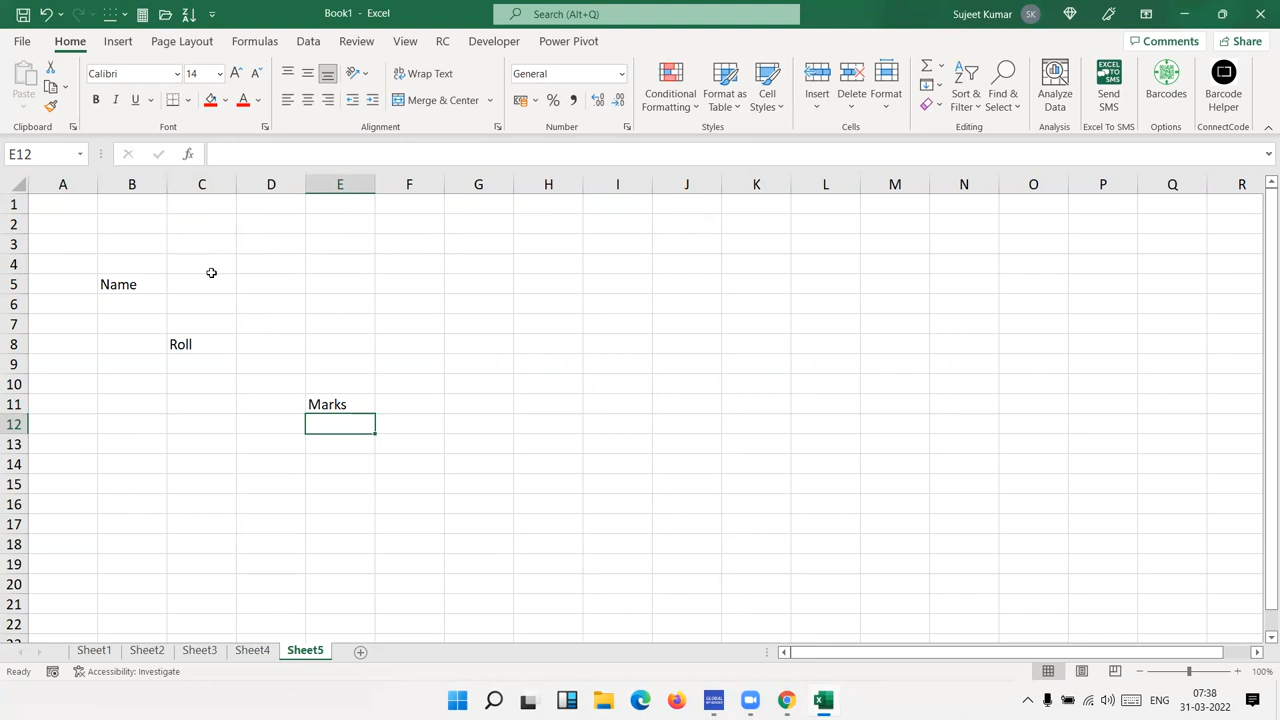 Book1 - Excel
Search (Alt+Q)
Sujeet Kumar
SK
File Home Insert Page Layout Formulas Data Review View RC Developer Help Power Pivot
Comments
Share
Paste
Calibri
14
Wrap Text
General
Conditional Formatting
Format as Table
Cell Styles
Insert
Delete
Format
Sort & Filter
Find & Select
Analyze Data
Send SMS
Barcodes
Barcode Helper
B I U
Merge & Center
Clipboard Font Alignment Number Styles Cells Editing Analysis Excel To SMS Options ConnectCode
E12
fx
A B C D E F G H I J K L M N O P Q R
1
2
3
4
5 Name
6
7
8 Roll
9
10
11 Marks
12
13
14
15
16
17
18
19
20
21
22
Sheet1 Sheet2 Sheet3 Sheet4 Sheet5
Ready
Accessibility: Investigate
100%
ENG
07:38
31-03-2022